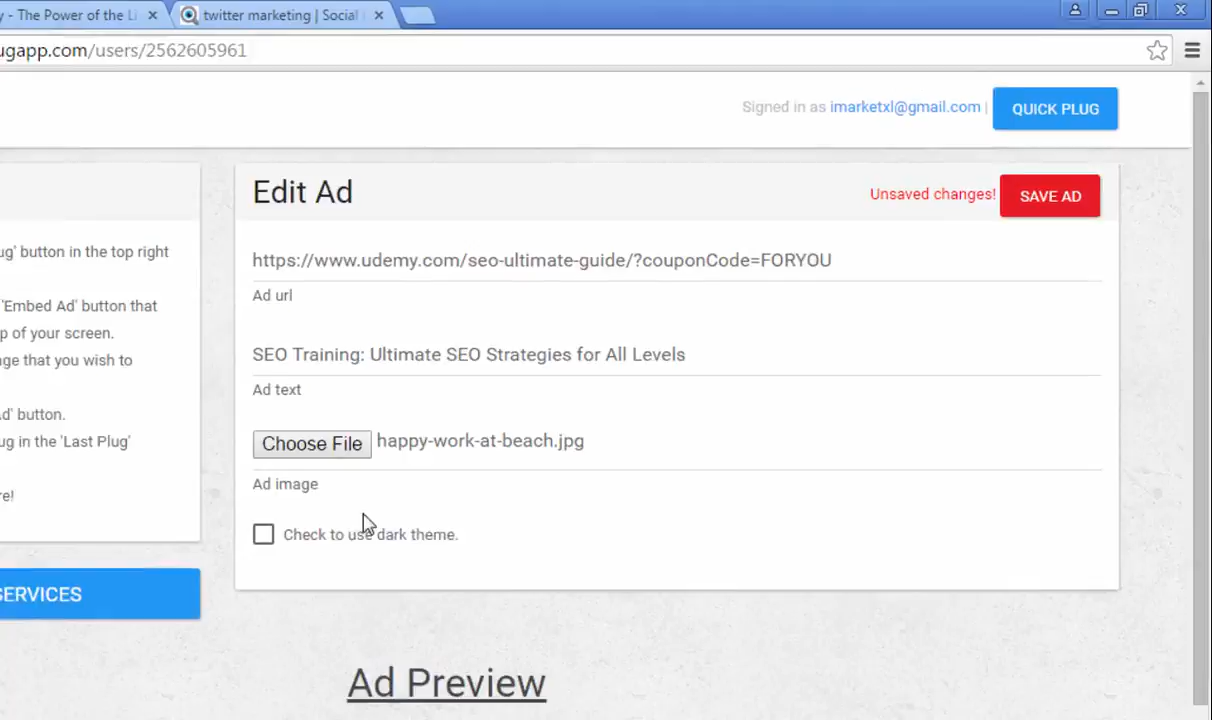 y - The Power of the Li
twitter marketing | Social
ugapp.com/users/2562605961
Signed in as imarketxl@gmail.com |
QUICK PLUG
Edit Ad
Unsaved changes!
SAVE AD
ug' button in the top right
'Embed Ad' button that
p of your screen.
ge that you wish to
d' button.
ug in the 'Last Plug'
re!
SERVICES
https://www.udemy.com/seo-ultimate-guide/?couponCode=FORYOU
Ad url
SEO Training: Ultimate SEO Strategies for All Levels
Ad text
Choose File happy-work-at-beach.jpg
Ad image
Check to use dark theme.
Ad Preview